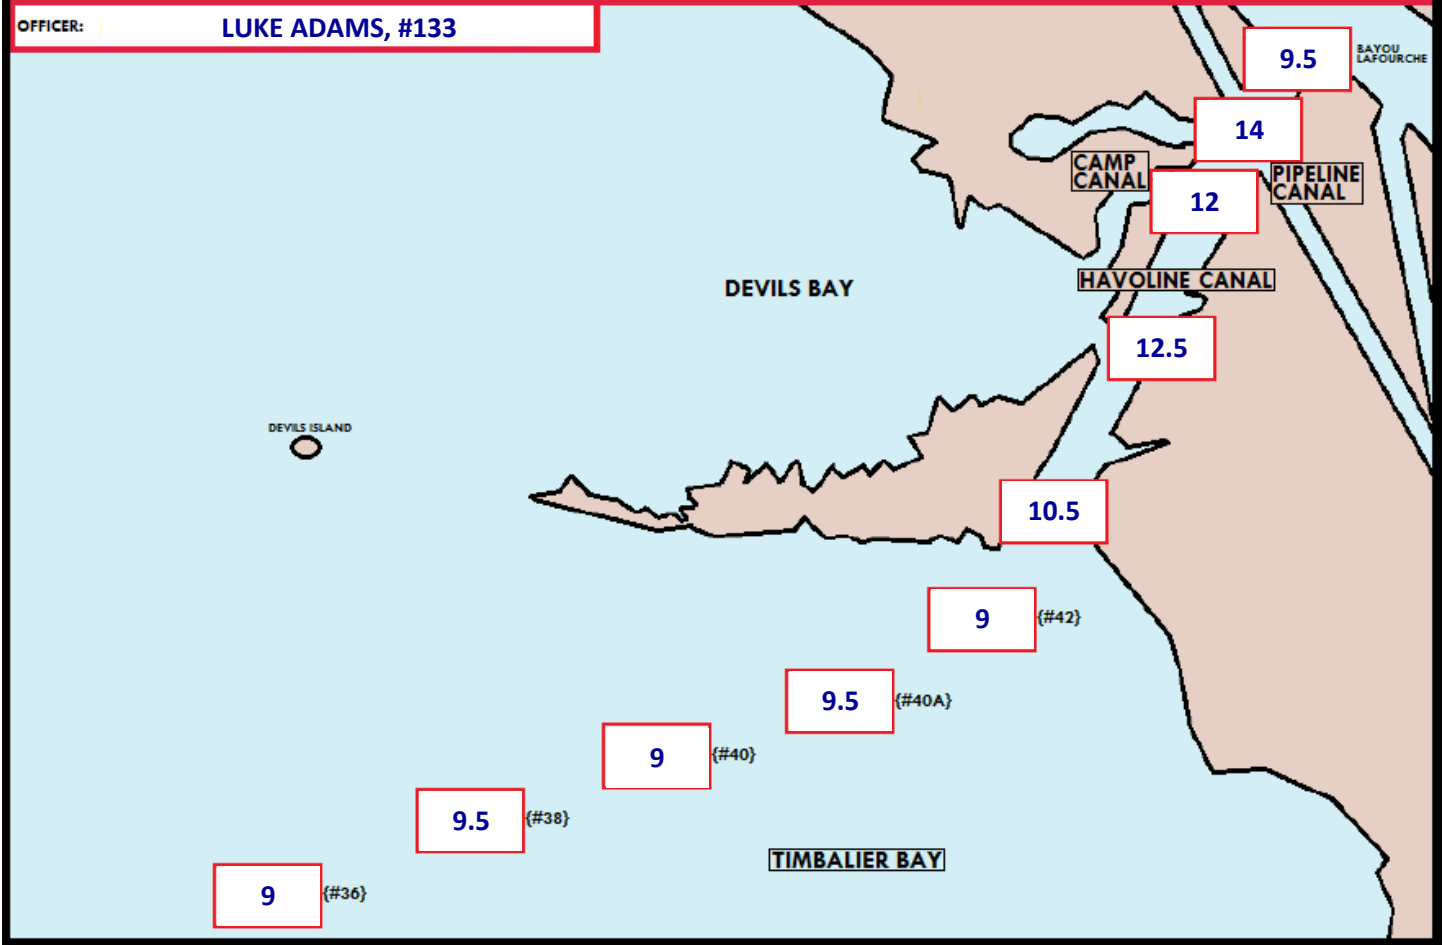 OFFICER: LUKE ADAMS, #133
9.5 BAYOU
LAFOURCHE
14
CAMP
CANAL
PIPELINE
CANAL
12
HAVOLINE CANAL
DEVILS BAY
12.5
DEVILS ISLAND
10.5
9 {#42}
9.5 {#40A}
9 {#40}
9.5 {#38}
TIMBALIER BAY
9 {#36}